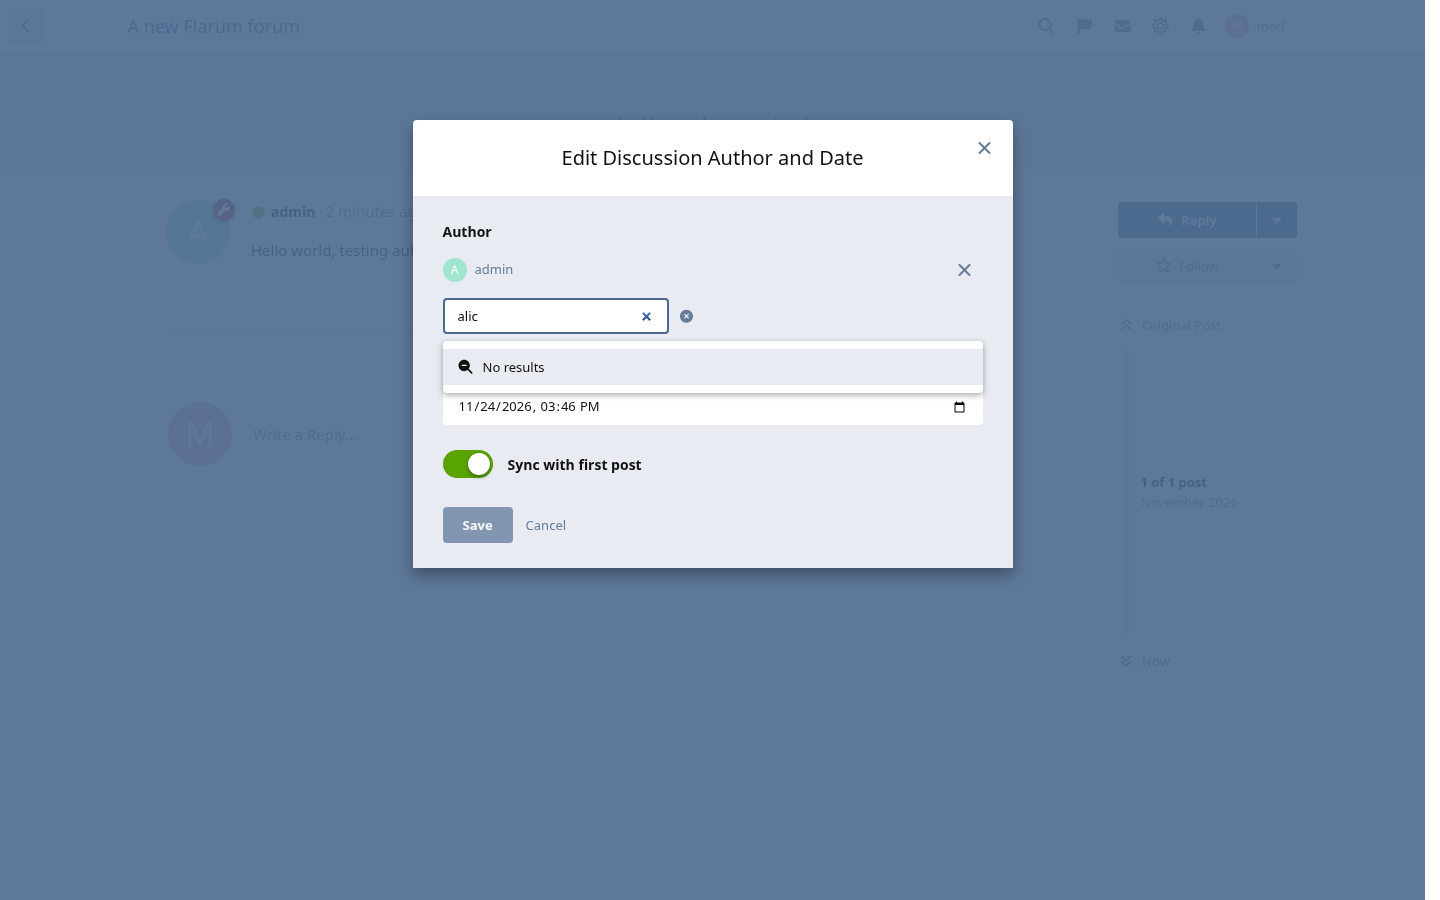 A new Flarum forum
M mod
Edit Discussion Author and Date
A admin 2 minutes
Reply
Hello world, testing
Author
Follow
A admin
alic
Original Post
No results
11/24/2026, 03:46 PM
M Write a Reply...
Sync with first post
1 of 1 post
November 2026
Save Cancel
Now